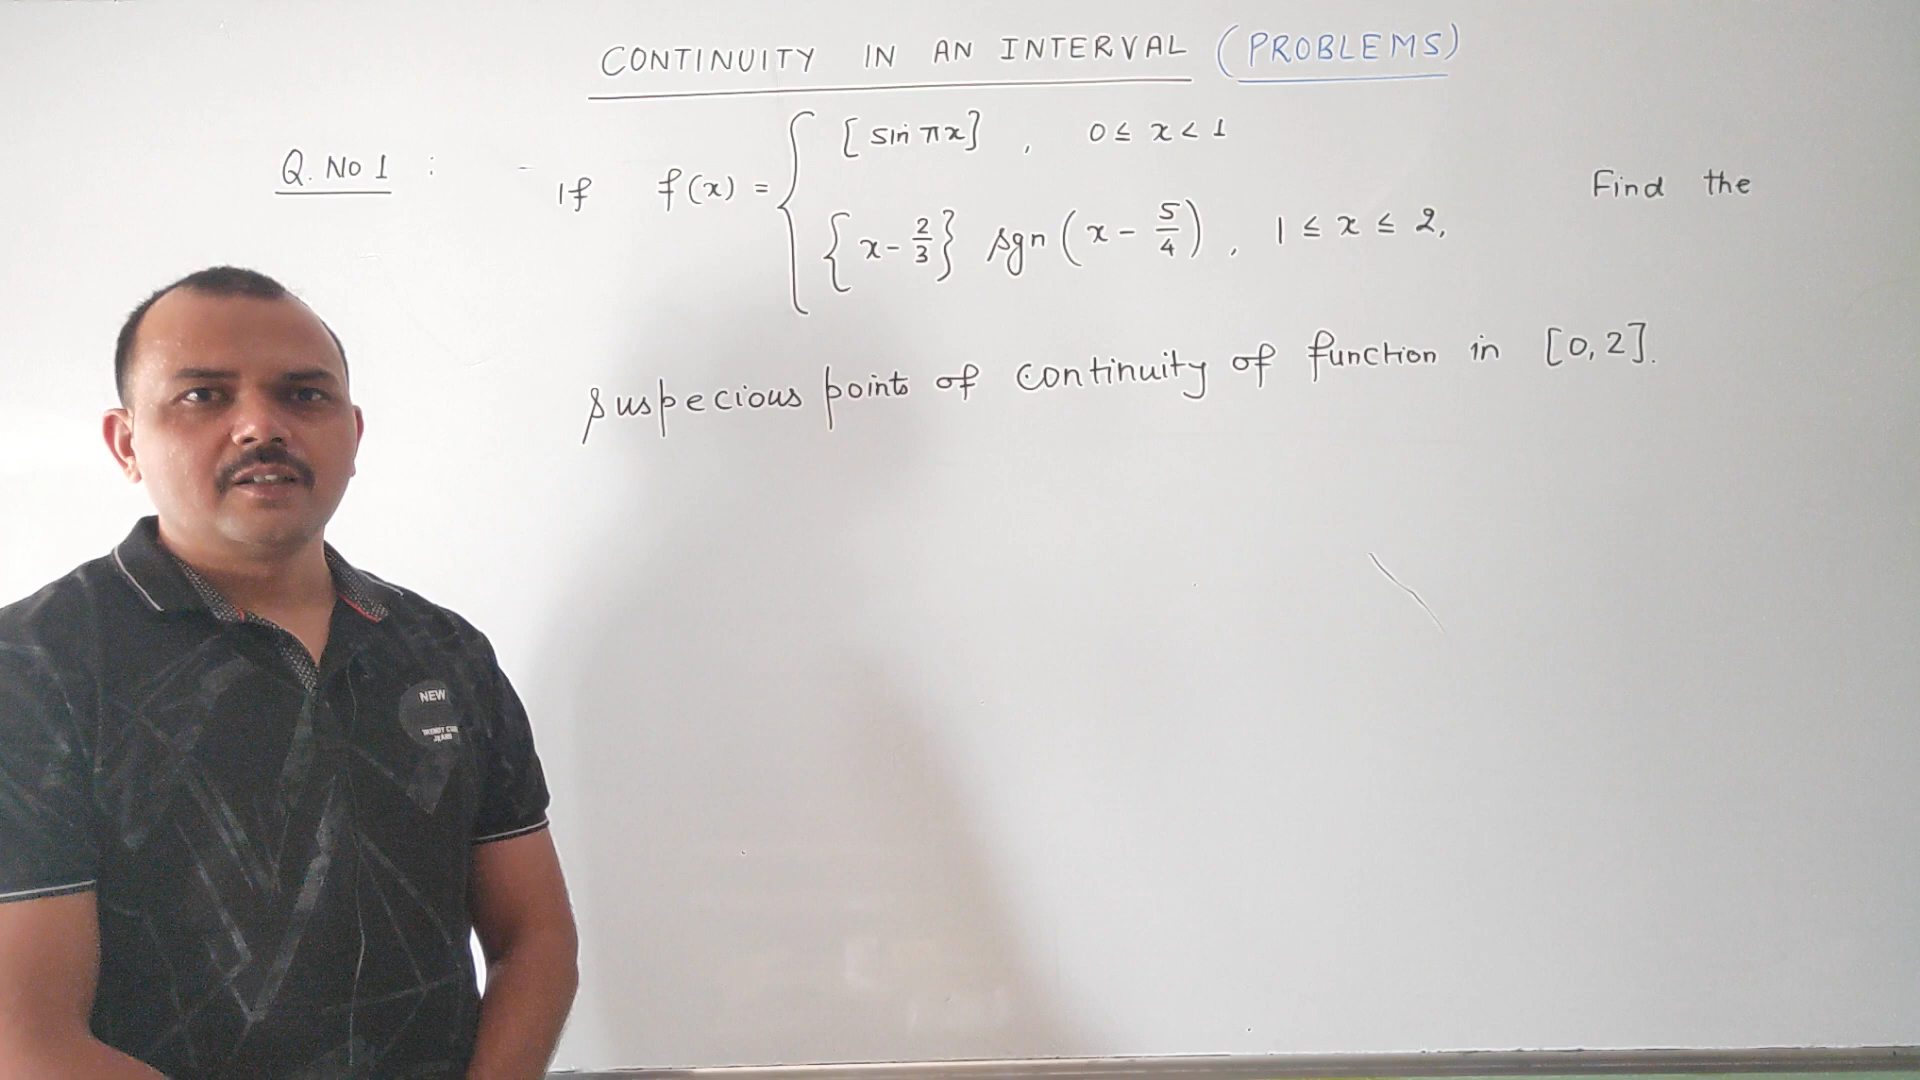 CONTINUITY IN AN INTERVAL (PROBLEMS)
Q. No 1 : - If f(x) = { [sin πx] , 0 ≤ x < 1
{x - 2/3} sgn (x - 5/4) , 1 ≤ x ≤ 2, Find the
suspecious points of continuity of function in [0, 2].
NEW
JEANS